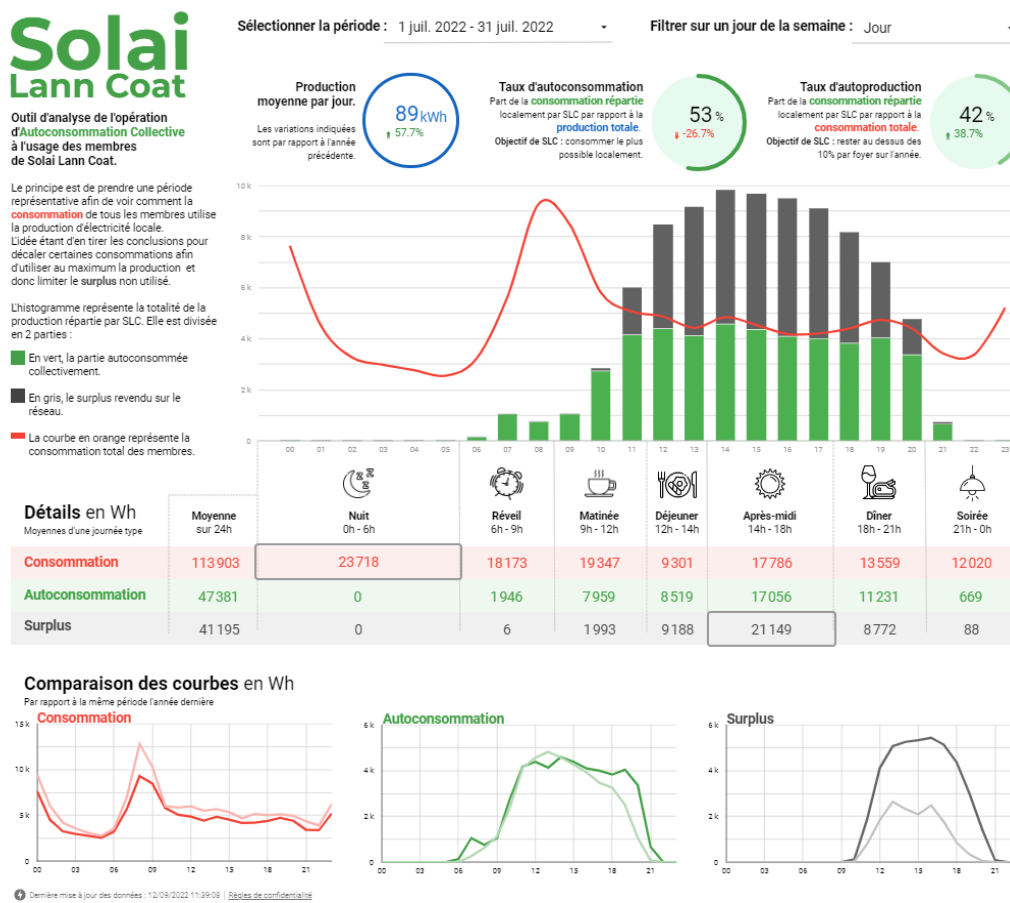 Solai
Lann Coat
Outil d'analyse de l'opération
d'Autoconsommation Collective
à l'usage des membres
de Solai Lann Coat.
Le principe est de prendre une période
représentative afin de voir comment la
consommation de tous les membres utilise
la production d'électricité locale.
L'idée étant d'en tirer les conclusions pour
décaler certaines consommations afin
d'utiliser au maximum la production et
donc limiter le surplus non utilisé.
L'histogramme représente la totalité de la
production répartie par SLC. Elle est divisée
en 2 parties :
En vert, la partie autoconsommée
collectivement.
En gris, le surplus revendu sur le
réseau.
La courbe en orange représente la
consommation total des membres.
Sélectionner la période : 1 juil. 2022 - 31 juil. 2022
Filtrer sur un jour de la semaine : Jour
Production
moyenne par jour.
Les variations indiquées
sont par rapport à l'année
précédente.
89 kWh
57.7%
Taux d'autoconsommation
Part de la consommation répartie
localement par SLC par rapport à la
production totale.
Objectif de SLC : consommer le plus
possible localement.
53 %
-26.7%
Taux d'autoproduction
Part de la consommation répartie
localement par SLC par rapport à la
consommation totale.
Objectif de SLC : rester au dessus des
10% par foyer sur l'année.
42 %
38.7%
10 k
8 k
6 k
4 k
2 k
0
00 01 02 03 04 05 06 07 08 09 10 11 12 13 14 15 16 17 18 19 20 21 22 23
Détails en Wh
Moyennes d'une journée type
Moyenne
sur 24h
Nuit
0h - 6h
Réveil
6h - 9h
Matinée
9h - 12h
Déjeuner
12h - 14h
Après-midi
14h - 18h
Dîner
18h - 21h
Soirée
21h - 0h
Consommation 113 903 23 718 18 173 19 347 9 301 17 786 13 559 12 020
Autoconsommation 47 381 0 1 946 7 959 8 519 17 056 11 231 669
Surplus 41 195 0 6 1 993 9 188 21 149 8 772 88
Comparaison des courbes en Wh
Par rapport à la même période l'année dernière
Consommation
15 k
10 k
5 k
0
00 03 06 09 12 15 18 21
Autoconsommation
6 k
4 k
2 k
0
00 03 06 09 12 15 18 21
Surplus
6 k
4 k
2 k
0
00 03 06 09 12 15 18 21
Dernière mise à jour des données : 12/09/2022 11:39:08 | Règles de confidentialité